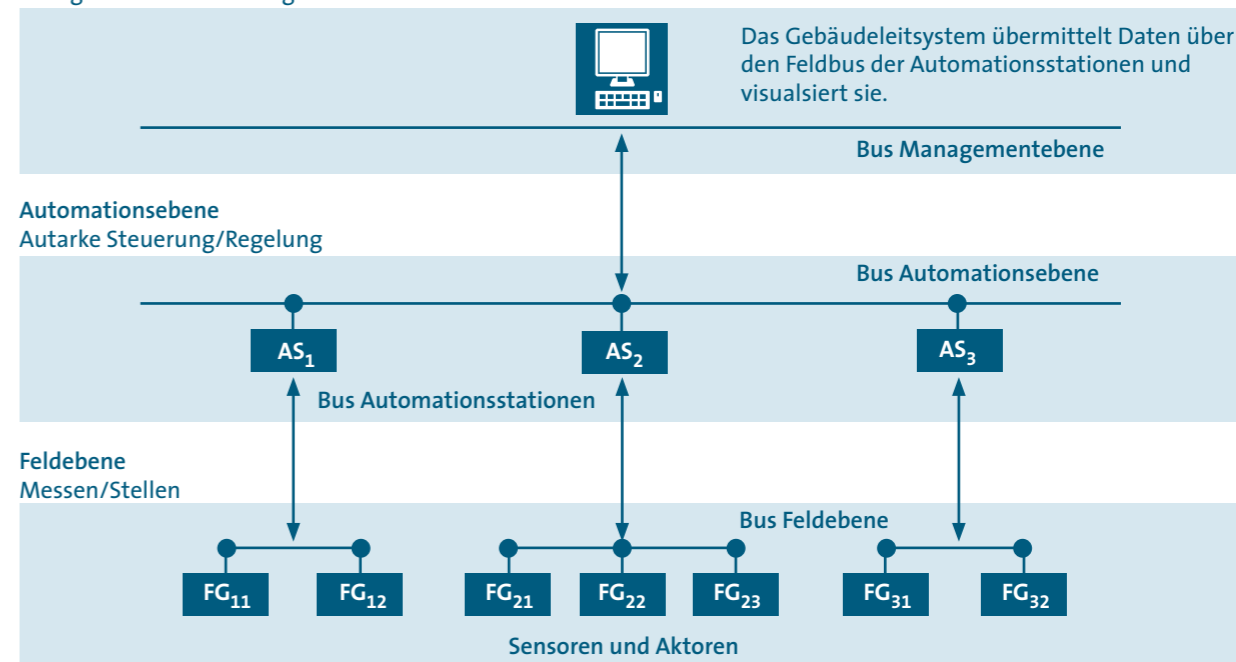 Das Gebäudeleitsystem übermittelt Daten über
den Feldbus der Automationsstationen und
visualsiert sie.
Bus Managementebene
Automationsebene
Autarke Steuerung/Regelung
Bus Automationsebene
AS₁ AS₂ AS₃
Bus Automationsstationen
Feldebene
Messen/Stellen
Bus Feldebene
FG₁₁ FG₁₂ FG₂₁ FG₂₂ FG₂₃ FG₃₁ FG₃₂
Sensoren und Aktoren